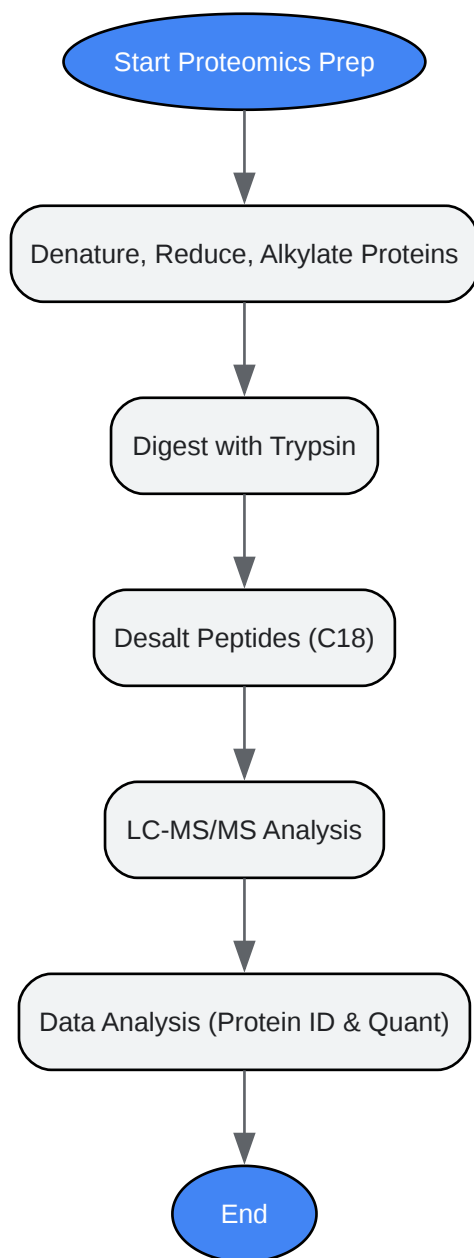 Start Proteomics Prep
Denature, Reduce, Alkylate Proteins
Digest with Trypsin
Desalt Peptides (C18)
LC-MS/MS Analysis
Data Analysis (Protein ID & Quant)
End